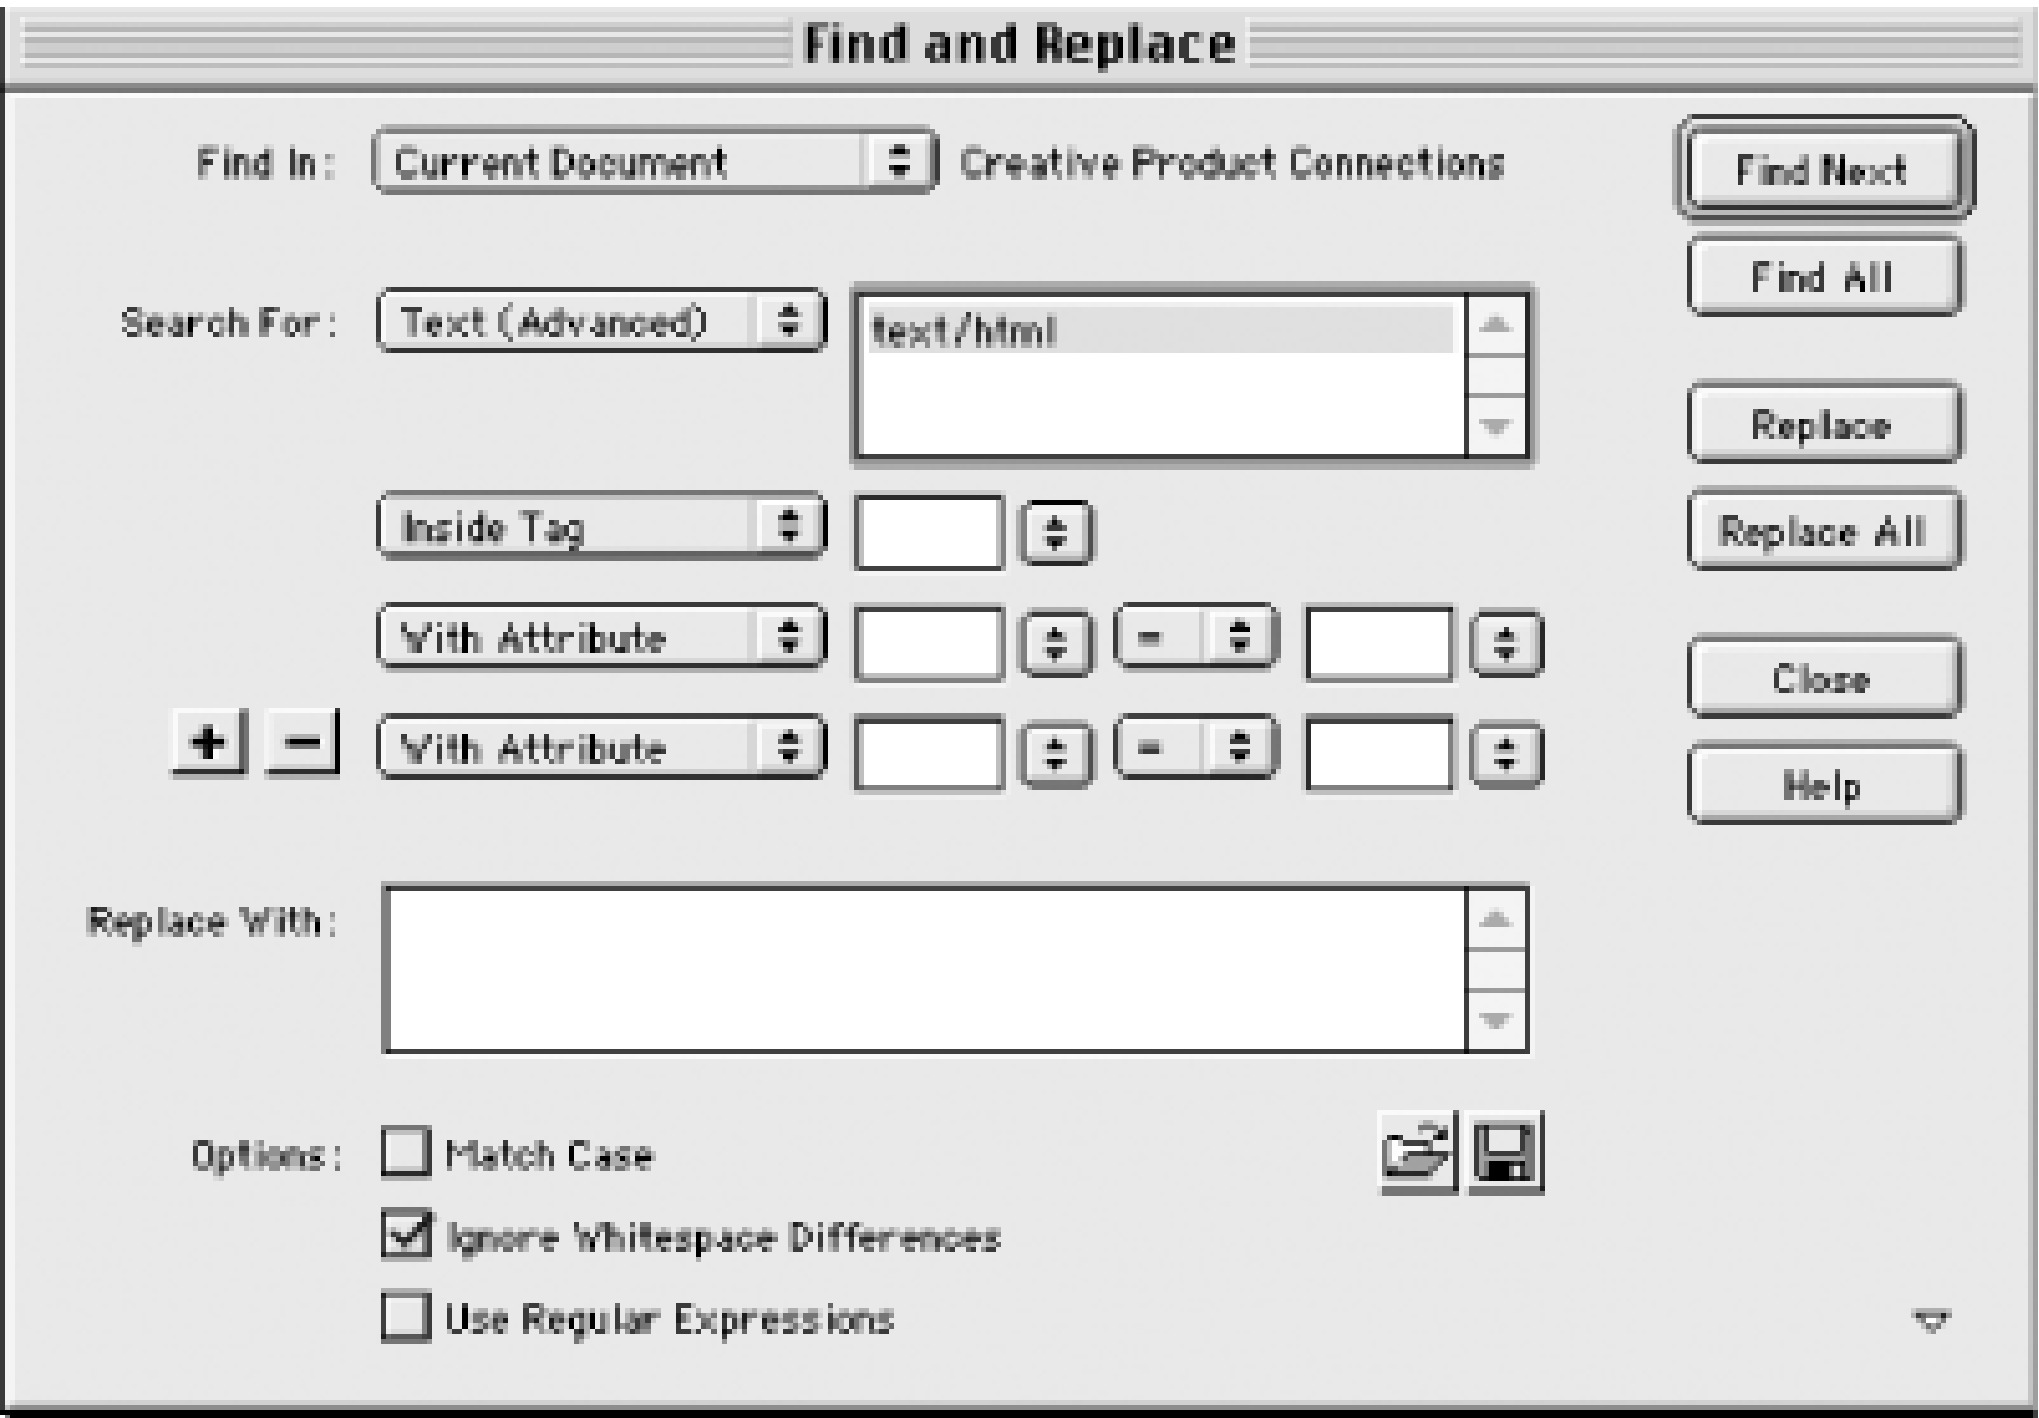 Find and Replace
Find In: Current Document Creative Product Connections
Find Next
Find All
Search For: Text (Advanced) text/html
Replace
Inside Tag
Replace All
With Attribute =
Close
+ - With Attribute =
Help
Replace With:
Options: Match Case
Ignore Whitespace Differences
Use Regular Expressions